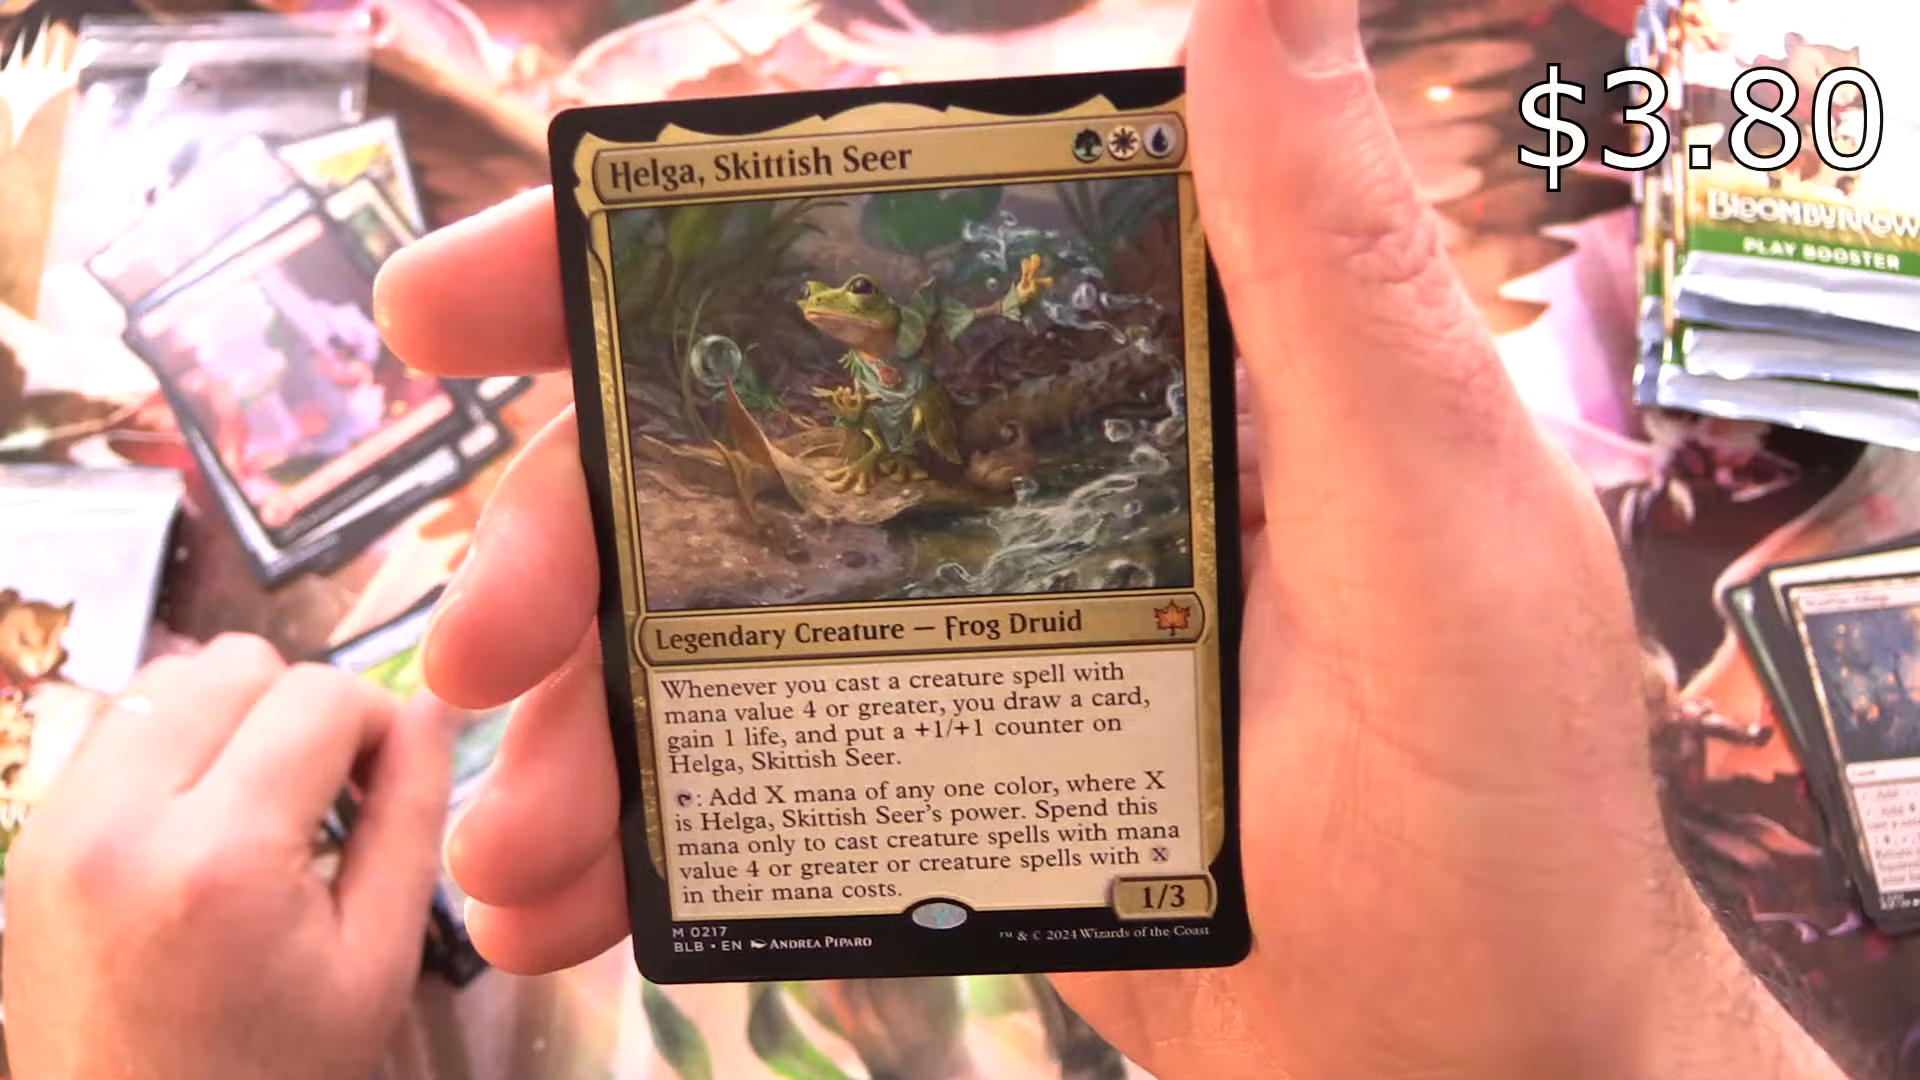 $3.80
Helga, Skittish Seer
BLOOMBURROW
PLAY BOOSTER
Legendary Creature — Frog Druid
Whenever you cast a creature spell with
mana value 4 or greater, you draw a card,
gain 1 life, and put a +1/+1 counter on
Helga, Skittish Seer.
: Add X mana of any one color, where X
is Helga, Skittish Seer's power. Spend this
mana only to cast creature spells with mana
value 4 or greater or creature spells with X
in their mana costs.
1/3
M 0217
BLB • EN ANDREA PIPARO
™ & © 2024 Wizards of the Coast